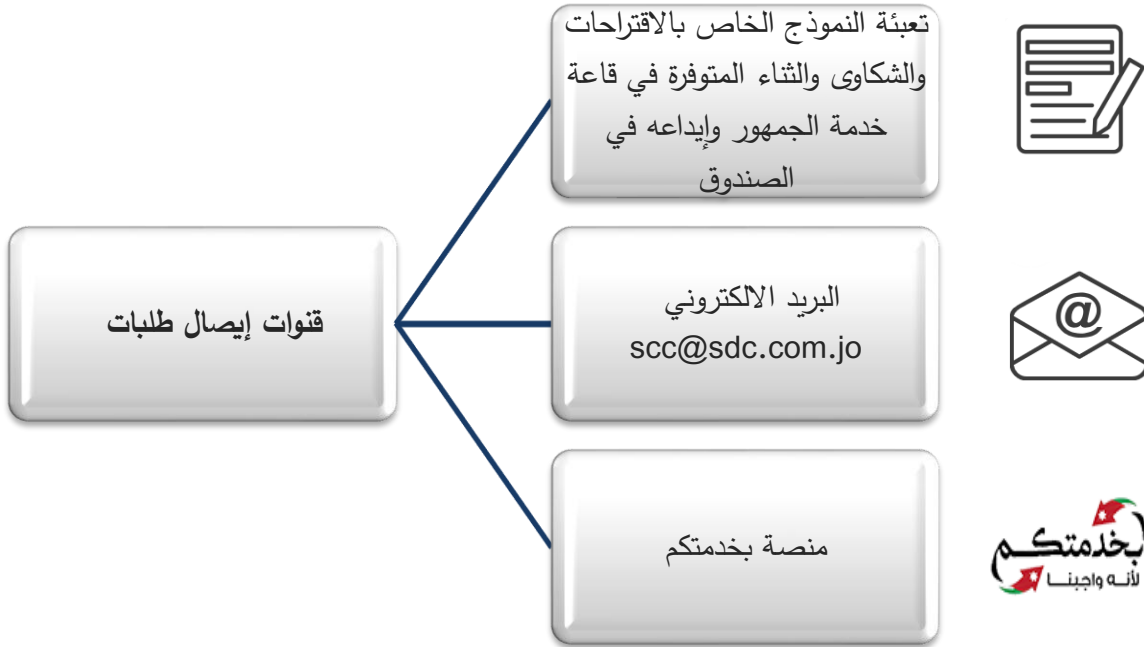 تعبئة النموذج الخاص بالاقتراحات
والشكاوى والثناء المتوفرة في قاعة
خدمة الجمهور وإيداعه في
الصندوق
قنوات إيصال طلبات
البريد الالكتروني
scc@sdc.com.jo
@
منصة بخدمتكم
بخدمتكم
لأنه واجبنا